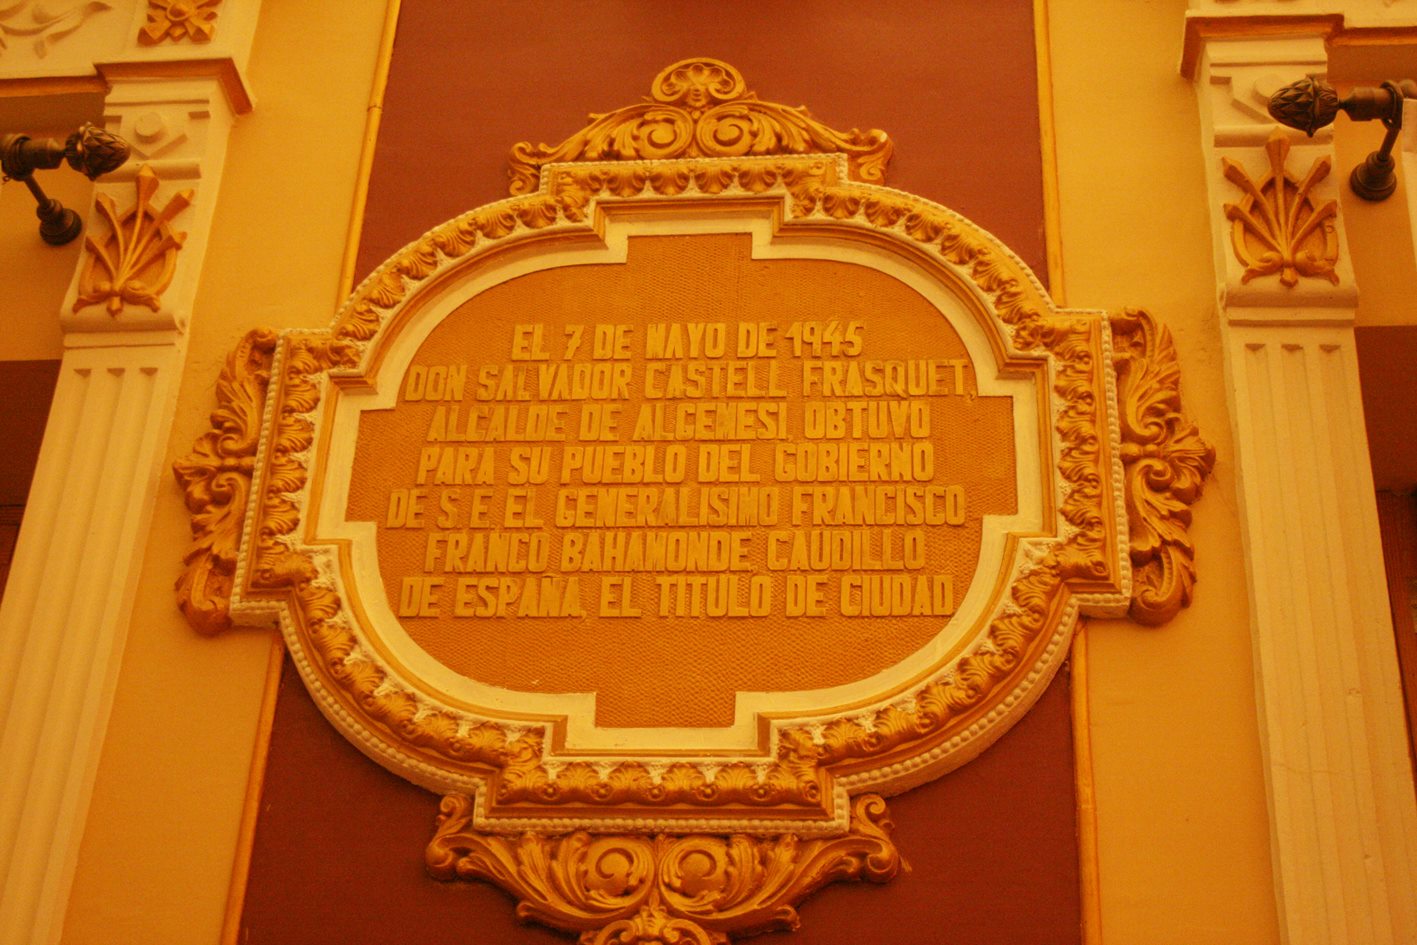 EL 7 DE MAYO DE 1945
DON SALVADOR CASTELL FRASQUET,
ALCALDE DE ALGEMESI, OBTUVO
PARA SU PUEBLO DEL GOBIERNO
DE S.E. EL GENERALISIMO FRANCISCO
FRANCO BAHAMONDE CAUDILLO
DE ESPAÑA, EL TITULO DE CIUDAD